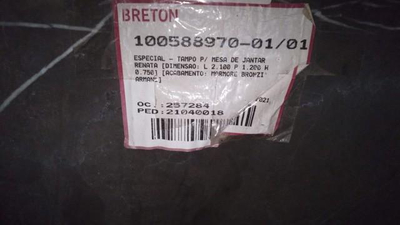 BRETON
100588970-01/01
ESPECIAL - TAMPO P/ MESA DE JANTAR
RENATA [DIMENSAO: L 2.100 P 1.200 H
0.750] [ACABAMENTO: MARMORE BRONZI
ARMANI]
OC.:257284
PED:21040018